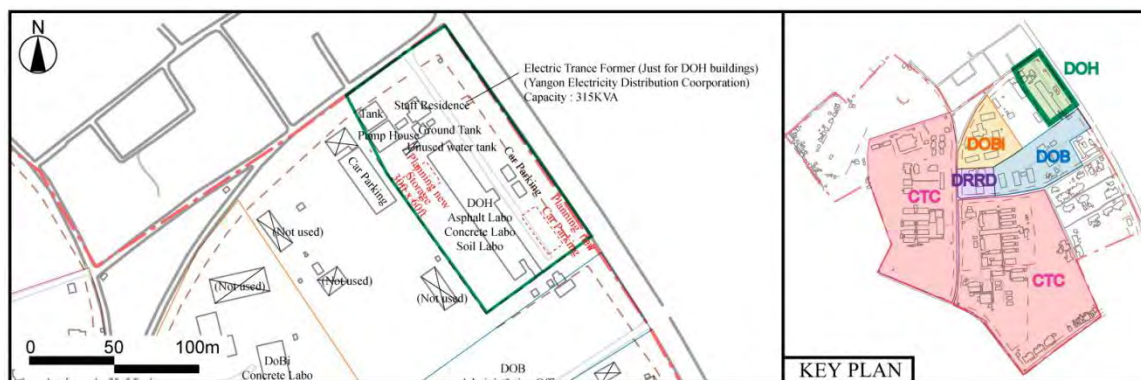 N
Electric Trance Former (Just for DOH buildings)
(Yangon Electricity Distribution Coorporation)
Capacity : 315KVA
Staff Residence
Tank
Ground Tank
Pump House
Unused water tank
Car Parking
Car Parking
Planning new
Storage
300 x 600
DOH
Asphalt Labo
Concrete Labo
Soil Labo
Planning
Car Parking
(Not used)
(Not used)
(Not used)
(Not used)
0 50 100m
DoBi
Concrete Labo
DOB
DOH
DOBi
DOB
DRRD
CTC
CTC
KEY PLAN